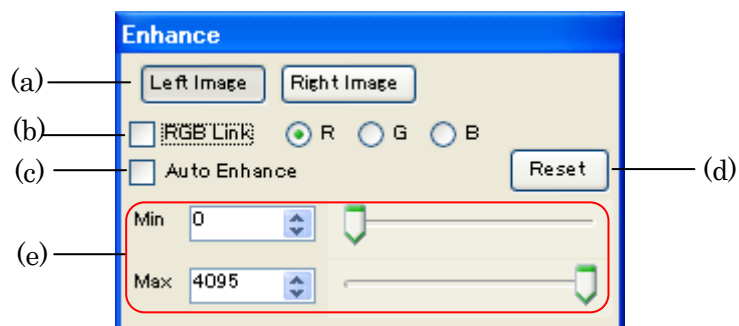 Enhance
(a) Left Image Right Image
(b) RGB Link R G B
(c) Auto Enhance Reset (d)
Min 0
(e)
Max 4095